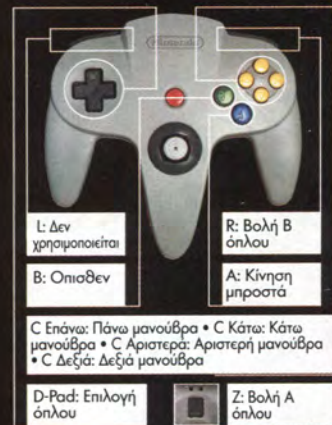 Nintendo
L: Δεν
χρησιμοποιείται
R: Βολή Β
όπλου
B: Οπισθεν
A: Κίνηση
μπροστά
C Επάνω: Πάνω μανούβρα • C Κάτω: Κάτω
μανούβρα • C Αριστερά: Αριστερή μανούβρα
• C Δεξιά: Δεξιά μανούβρα
D-Pad: Επιλογή
όπλου
Z: Βολή Α
όπλου